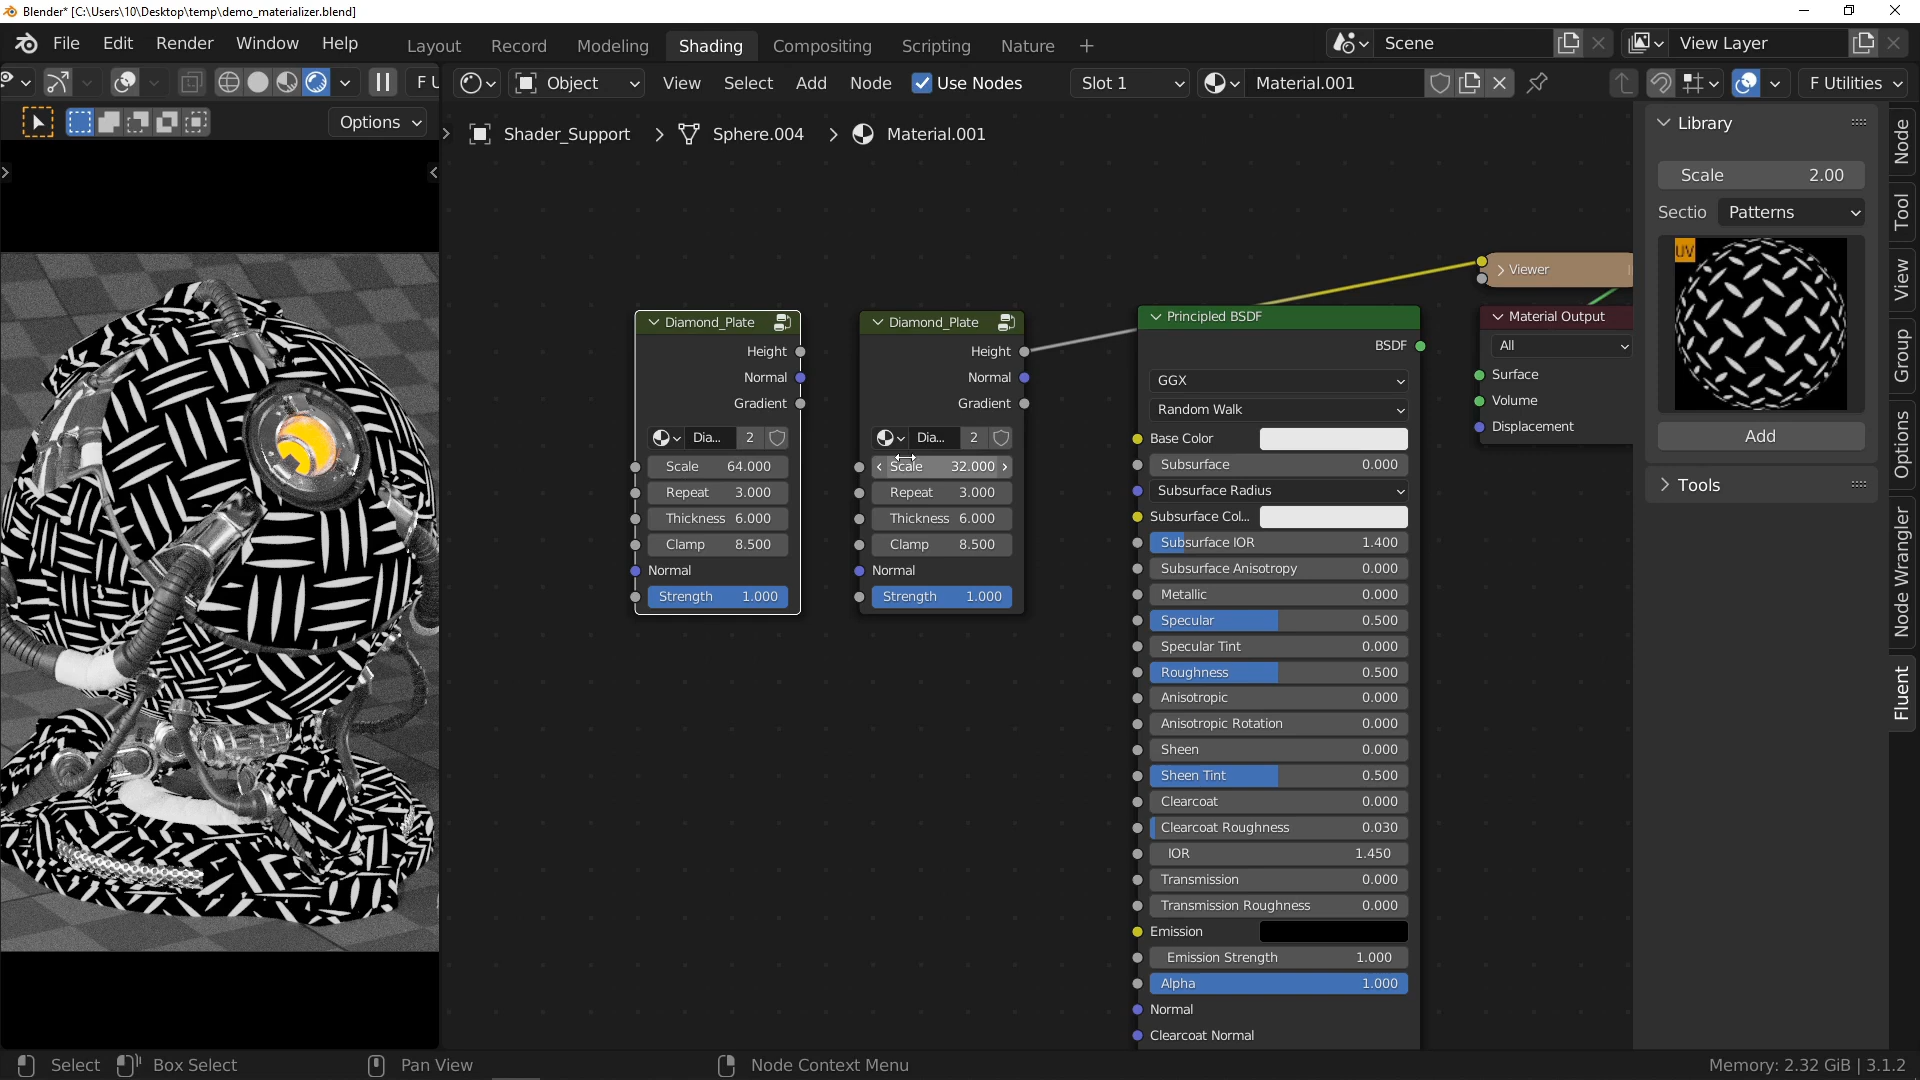 Blender* [C:\Users\10\Desktop\temp\demo_materializer.blend]
File Edit Render Window Help
Layout Record Modeling Shading Compositing Scripting Nature +
Scene
View Layer
F U
Object View Select Add Node Use Nodes Slot 1 Material.001 F Utilities
Options
Shader_Support > Sphere.004 > Material.001
Library
Scale 2.00
Sectio Patterns
UV
Add
Tools
Node
Tool
View
Group
Options
Node Wrangler
Fluent
Viewer
Diamond_Plate
Height
Normal
Gradient
Dia... 2
Scale 64.000
Repeat 3.000
Thickness 6.000
Clamp 8.500
Normal
Strength 1.000
Diamond_Plate
Height
Normal
Gradient
Dia... 2
Scale 32.000
Repeat 3.000
Thickness 6.000
Clamp 8.500
Normal
Strength 1.000
Principled BSDF
BSDF
GGX
Random Walk
Base Color
Subsurface 0.000
Subsurface Radius
Subsurface Col...
Subsurface IOR 1.400
Subsurface Anisotropy 0.000
Metallic 0.000
Specular 0.500
Specular Tint 0.000
Roughness 0.500
Anisotropic 0.000
Anisotropic Rotation 0.000
Sheen 0.000
Sheen Tint 0.500
Clearcoat 0.000
Clearcoat Roughness 0.030
IOR 1.450
Transmission 0.000
Transmission Roughness 0.000
Emission
Emission Strength 1.000
Alpha 1.000
Normal
Clearcoat Normal
Material Output
All
Surface
Volume
Displacement
Select Box Select Pan View Node Context Menu Memory: 2.32 GiB | 3.1.2